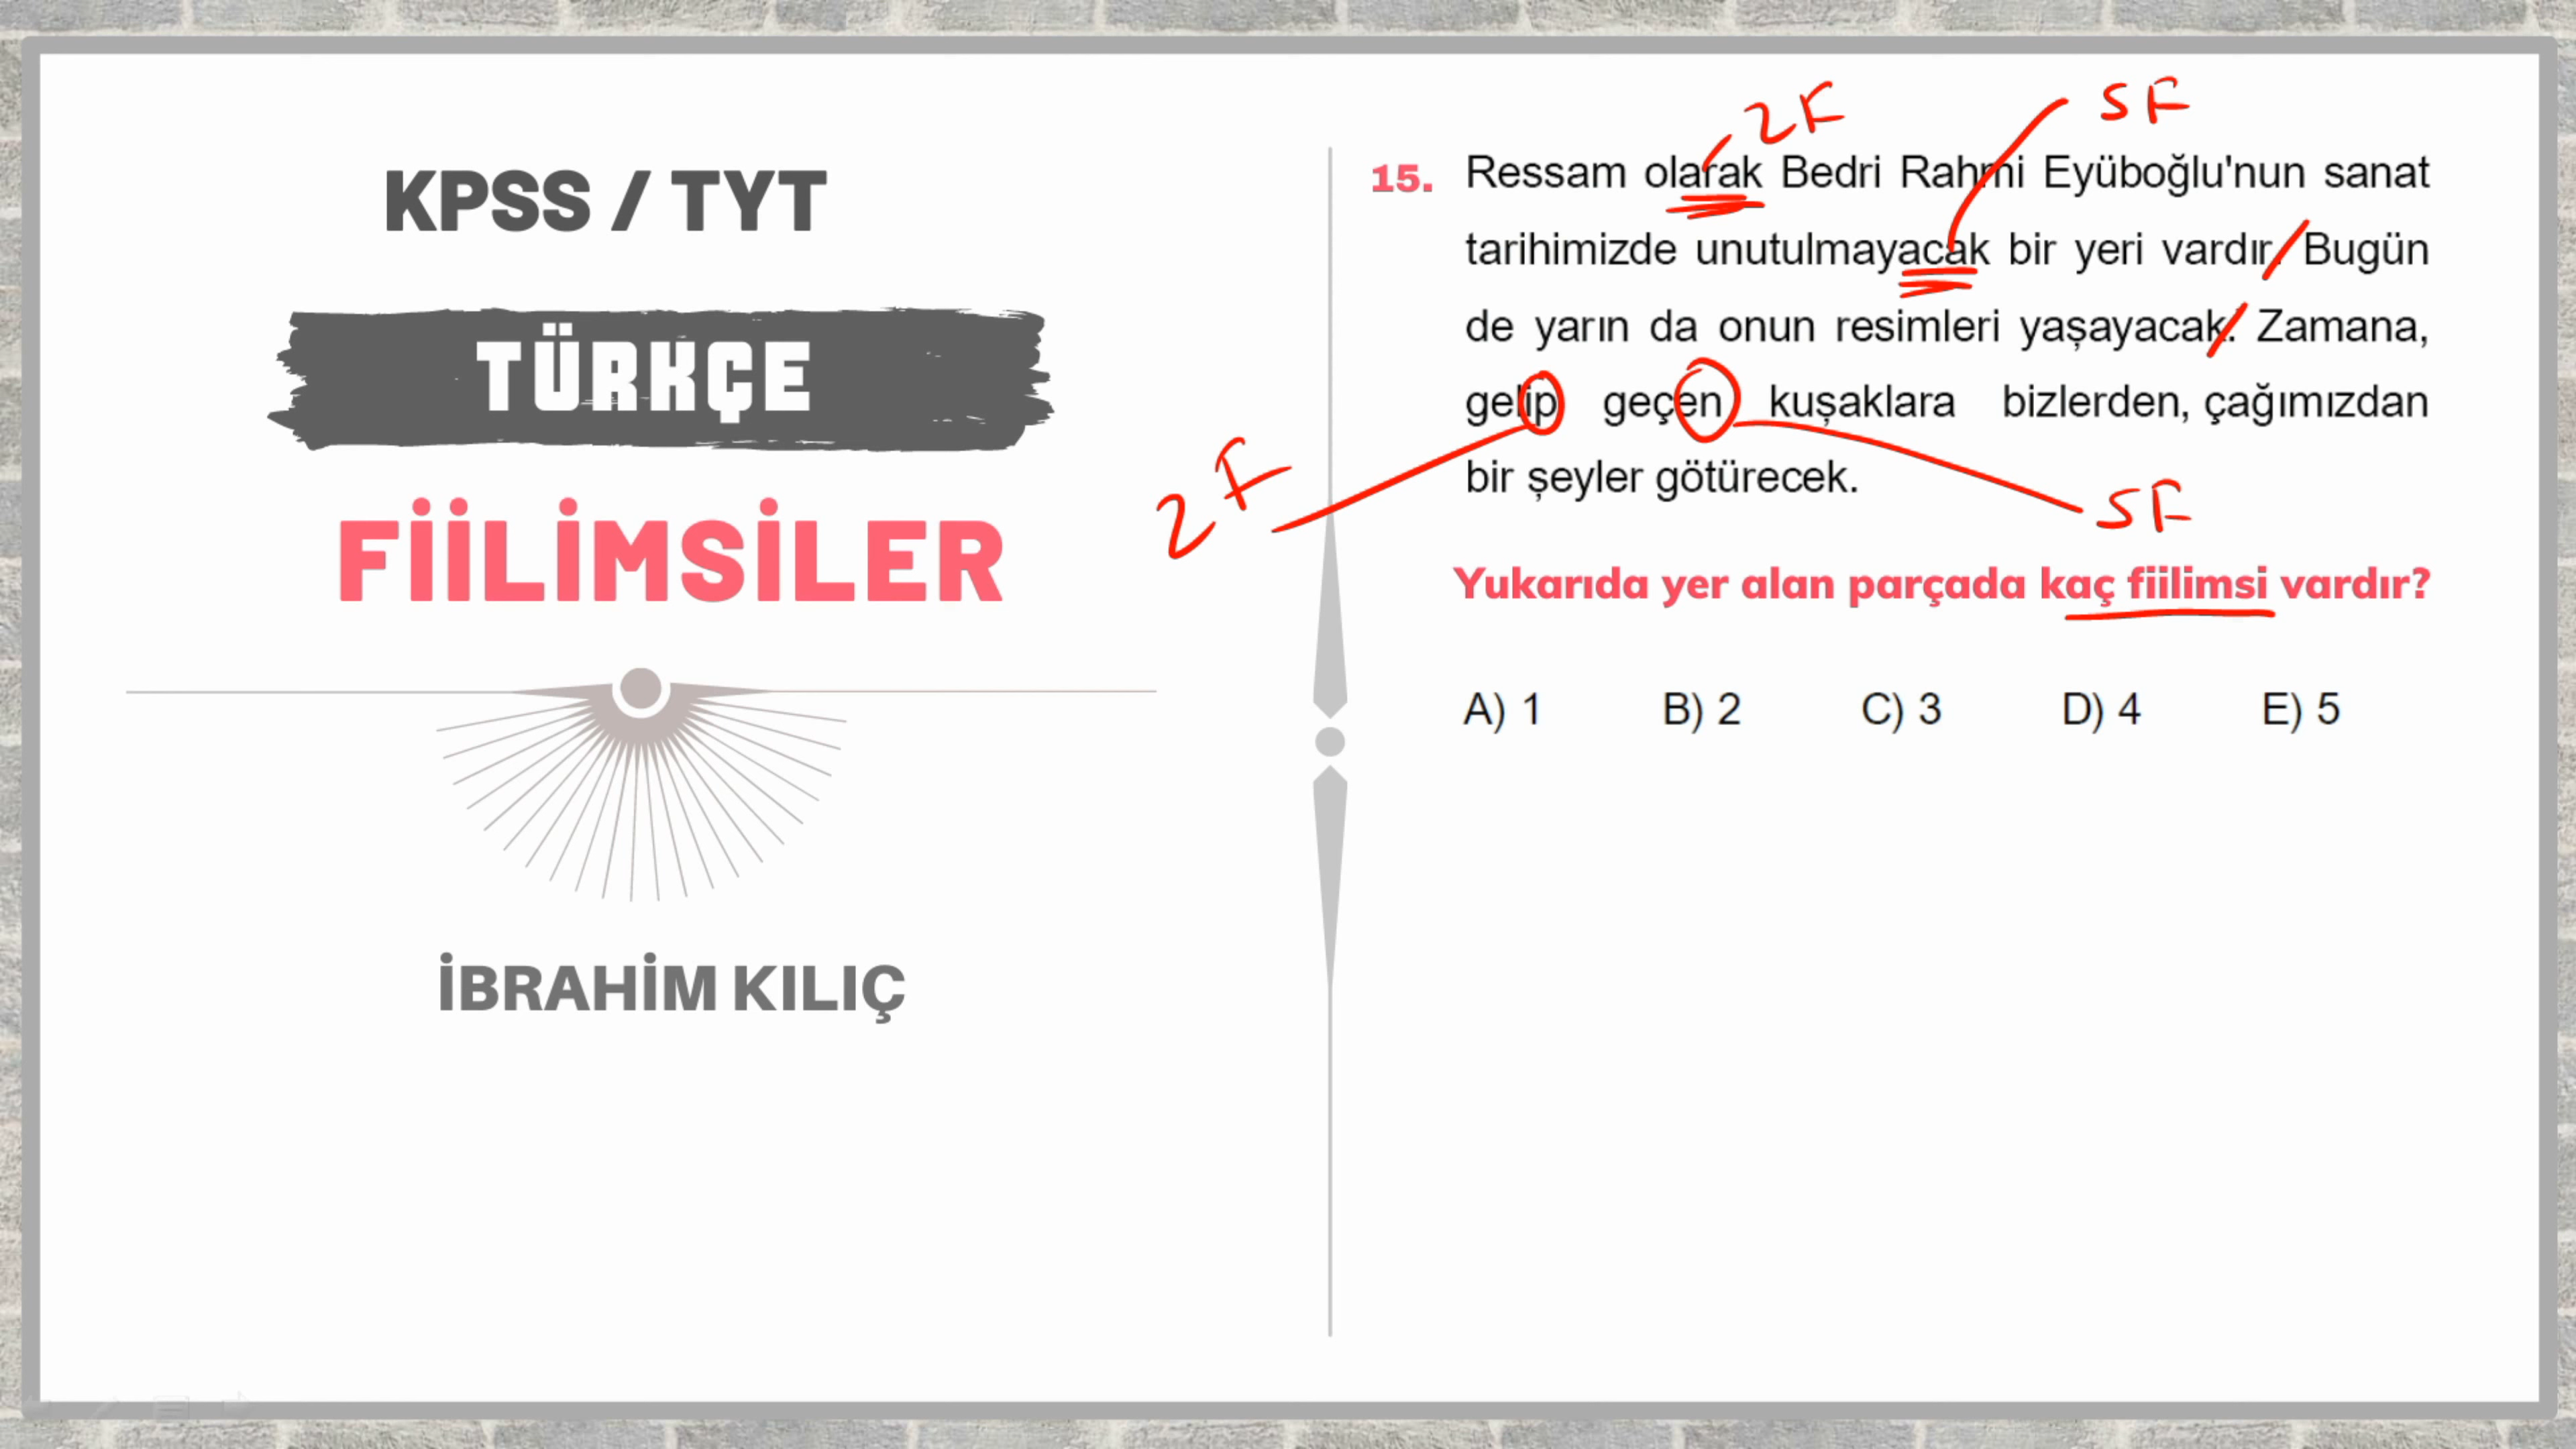 KPSS / TYT
TÜRKÇE
FİİLİMSİLER
İBRAHİM KILIÇ
ZF
SF
15. Ressam olarak Bedri Rahmi Eyüboğlu'nun sanat
tarihimizde unutulmayacak bir yeri vardır. Bugün
de yarın da onun resimleri yaşayacak. Zamana,
gelip geçen kuşaklara bizlerden, çağımızdan
bir şeyler götürecek.
ZF
SF
Yukarıda yer alan parçada kaç fiilimsi vardır?
A) 1 B) 2 C) 3 D) 4 E) 5